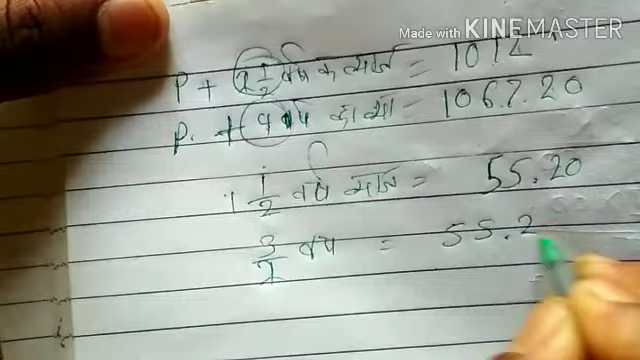 Made with KINEMASTER
P + 2 1/2 वर्ष का ब्याज = 1012
P. + 4 वर्ष का ब्या = 1067.20
1 1/2 वर्ष ब्याज = 55.20
3/2 वर्ष = 55.2